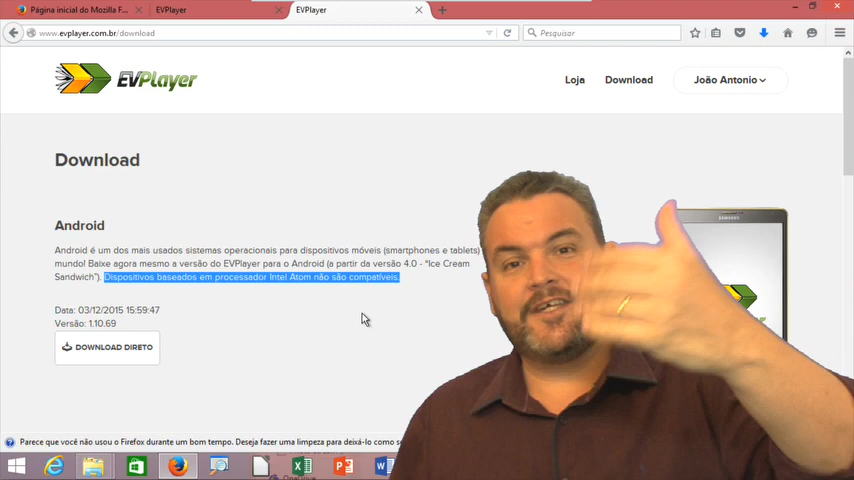 Página inicial do Mozilla F...
EVPlayer
EVPlayer
www.evplayer.com.br/download
Pesquisar
EVPlayer
Loja
Download
João Antonio
Download
Android
Android é um dos mais usados sistemas operacionais para dispositivos móveis (smartphones e tablets)
mundo! Baixe agora mesmo a versão do EVPlayer para o Android (a partir da versão 4.0 - "Ice Cream
Sandwich"). Dispositivos baseados em processador Intel Atom não são compatíveis.
Data: 03/12/2015 15:59:47
Versão: 1.10.69
DOWNLOAD DIRETO
SAMSUNG
Parece que você não usou o Firefox durante um bom tempo. Deseja fazer uma limpeza para deixá-lo como se